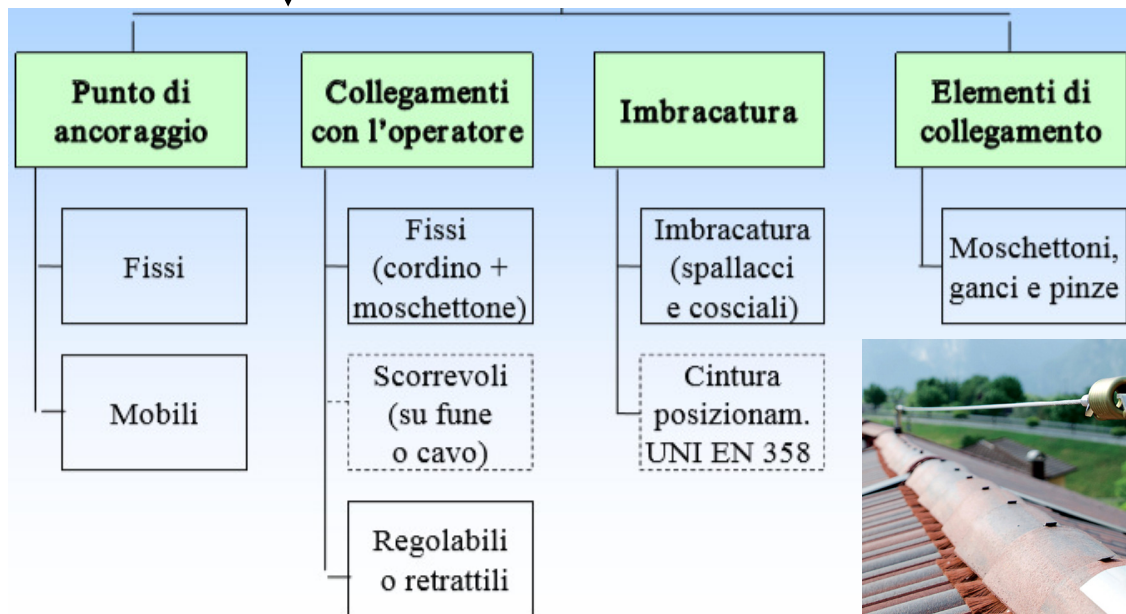 Punto di
ancoraggio
Collegamenti
con l'operatore
Imbracatura
Elementi di
collegamento
Fissi
Mobili
Fissi
(cordino +
moschettone)
Scorrevoli
(su fune
o cavo)
Regolabili
o retrattili
Imbracatura
(spallacci
e cosciali)
Cintura
posizionam.
UNI EN 358
Moschettoni,
ganci e pinze